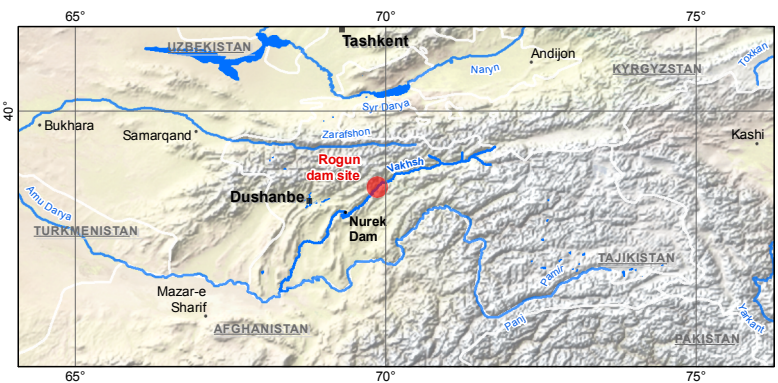 65°
70°
75°
UZBEKISTAN
Tashkent
Andijon
Naryn
KYRGYZSTAN
Toxkan
40°
Syr Darya
Bukhara
Samarqand
Zarafshon
Kashi
Rogun
dam site
Vakhsh
Dushanbe
Amu Darya
Nurek
Dam
TURKMENISTAN
TAJIKISTAN
Pamir
Mazar-e
Sharif
AFGHANISTAN
Panj
Yarkant
PAKISTAN
65°
70°
75°